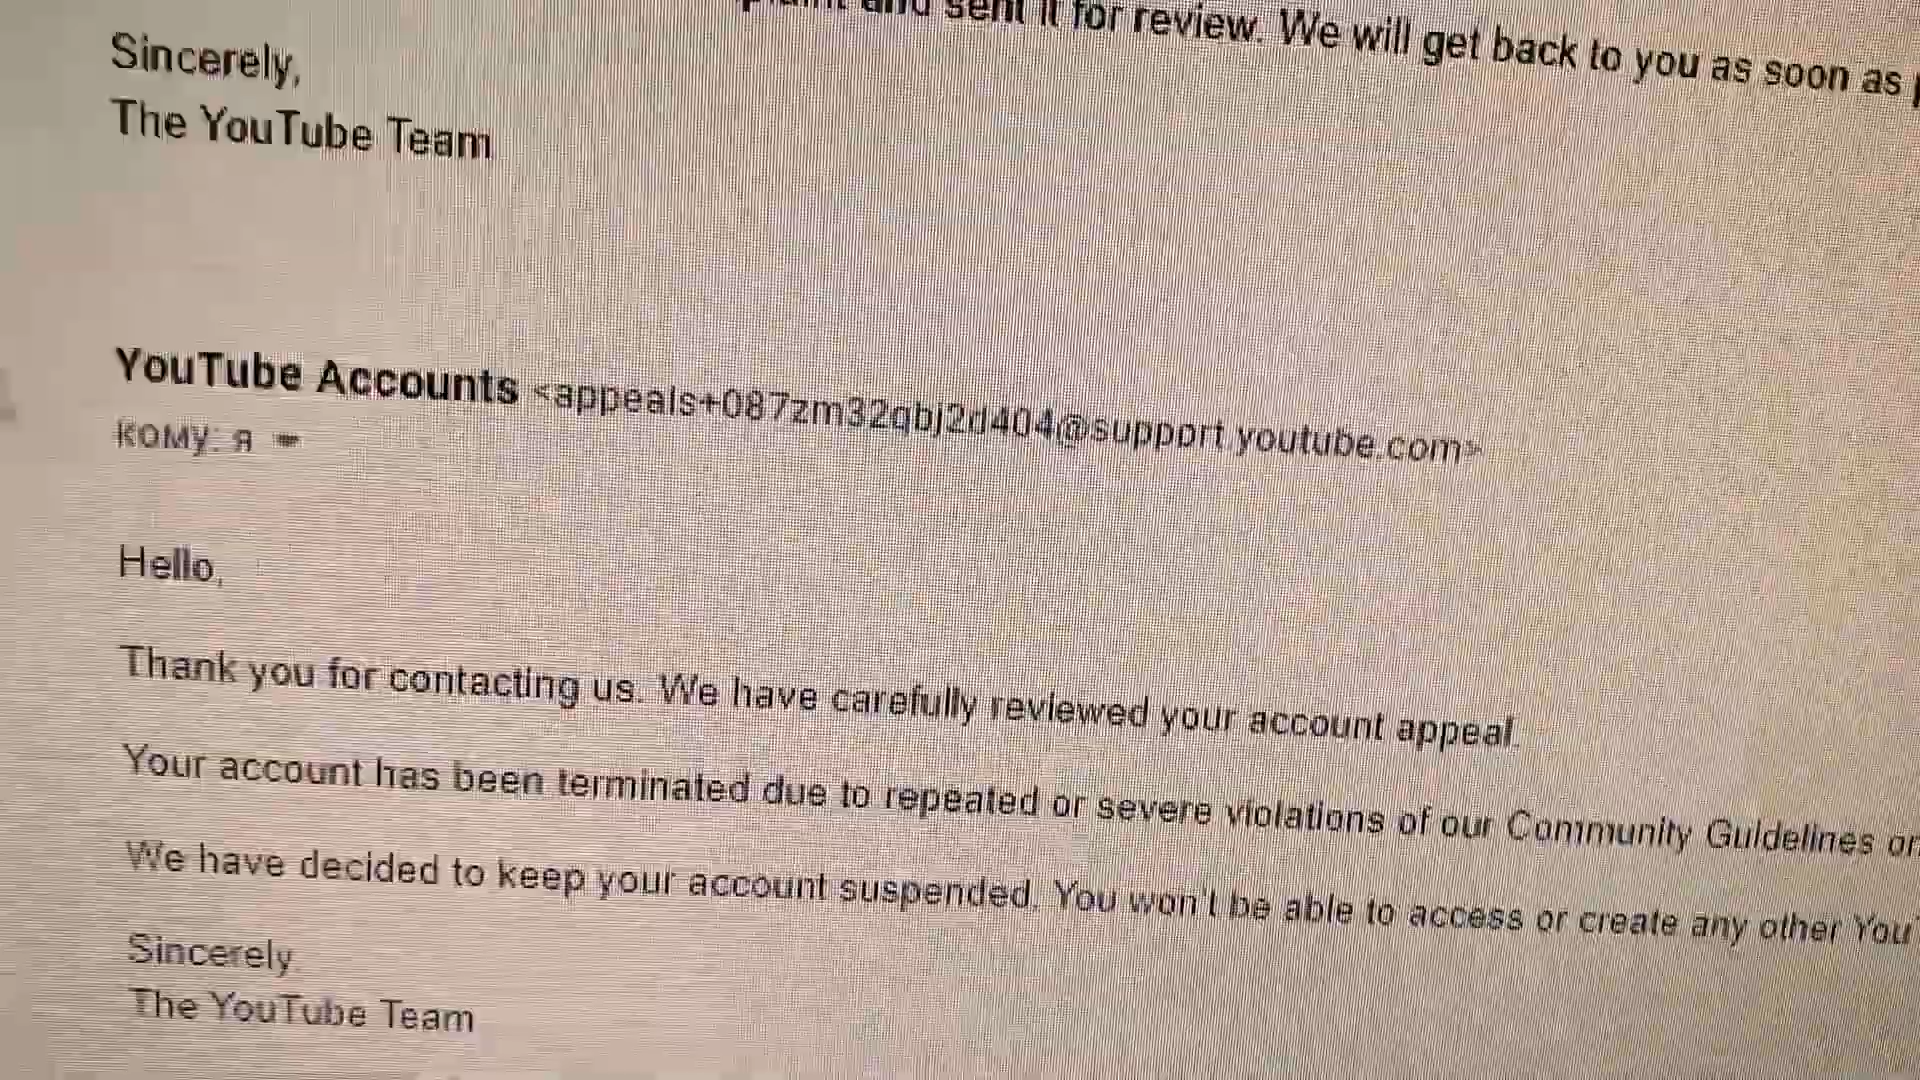 and sent it for review. We will get back to you as soon as
Sincerely,
The YouTube Team
YouTube Accounts <appeals+087zm32qbj2d404@support.youtube.com>
кому: я
Hello,
Thank you for contacting us. We have carefully reviewed your account appeal.
Your account has been terminated due to repeated or severe violations of our Community Guidelines
We have decided to keep your account suspended. You won't be able to access or create any other
Sincerely,
The YouTube Team